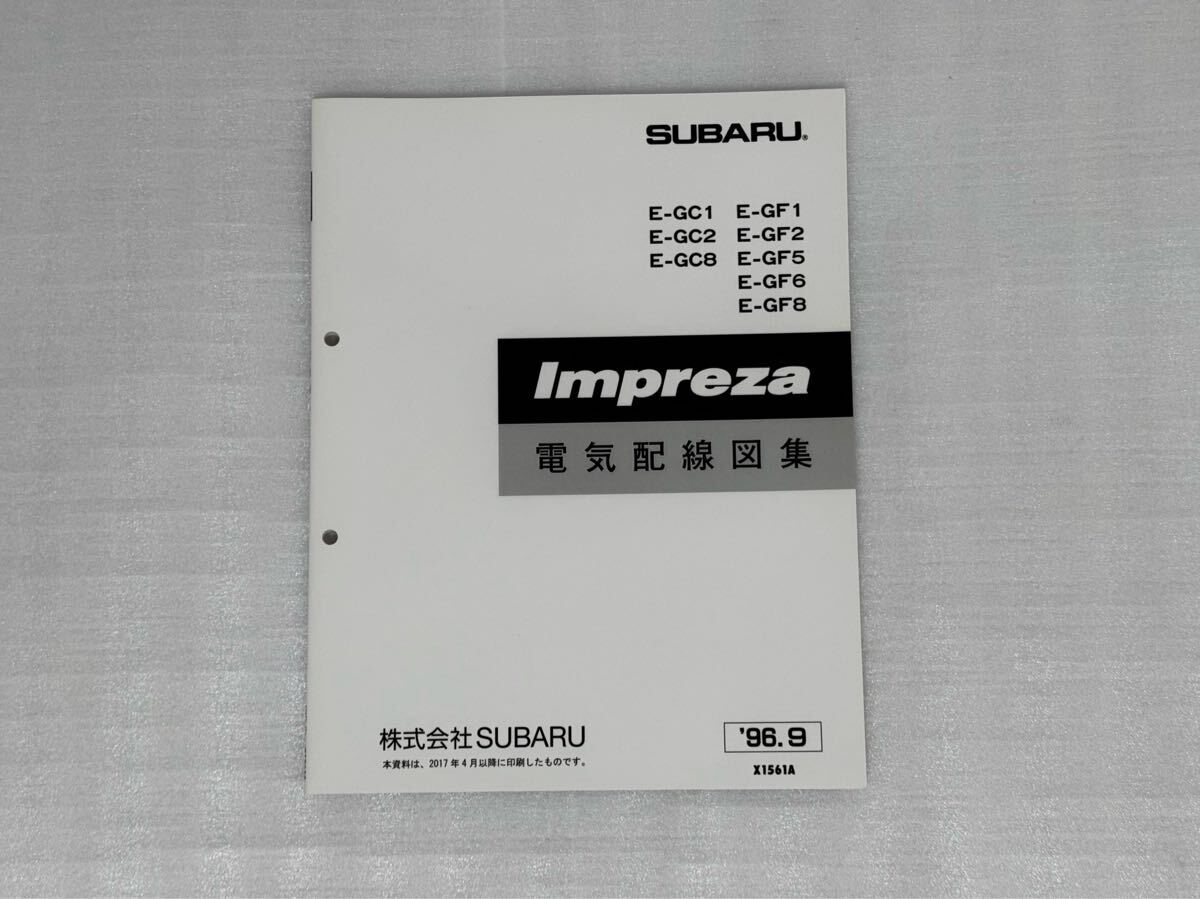 SUBARU®
E-GC1 E-GF1
E-GC2 E-GF2
E-GC8 E-GF5
E-GF6
E-GF8
Impreza
電気配線図集
株式会社SUBARU
'96.9
本資料は、2017年4月以降に印刷したものです。
X1561A